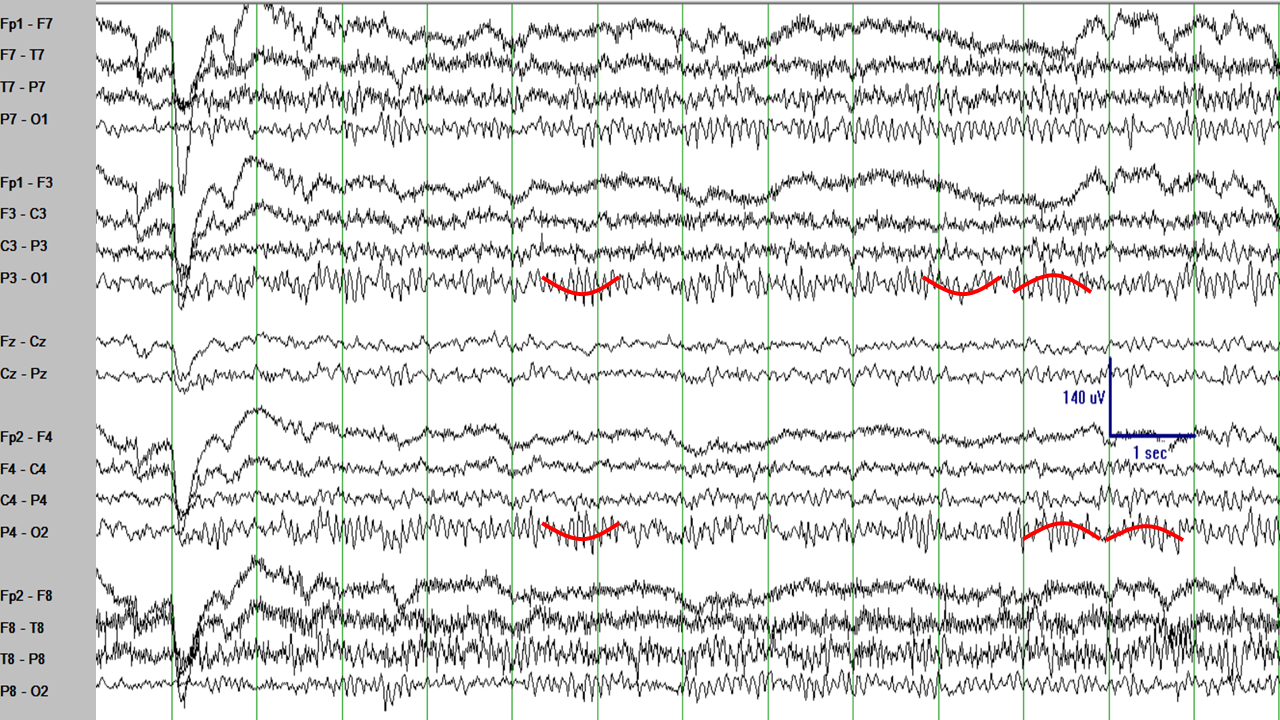 Fp1 - F7
F7 - T7
T7 - P7
P7 - O1
Fp1 - F3
F3 - C3
C3 - P3
P3 - O1
Fz - Cz
Cz - Pz
140 uV
Fp2 - F4
1 sec
F4 - C4
C4 - P4
P4 - O2
Fp2 - F8
F8 - T8
T8 - P8
P8 - O2